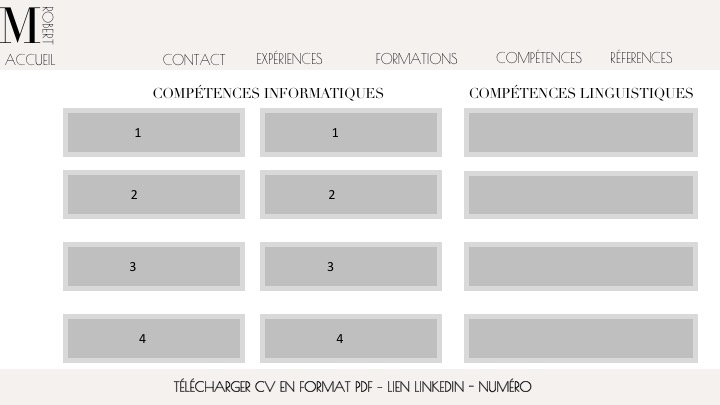 M ROBERT
ACCUEIL CONTACT EXPÉRIENCES FORMATIONS COMPÉTENCES RÉFERENCES
COMPÉTENCES INFORMATIQUES COMPÉTENCES LINGUISTIQUES
1 1
2 2
3 3
4 4
TÉLÉCHARGER CV EN FORMAT PDF – LIEN LINKEDIN – NUMÉRO